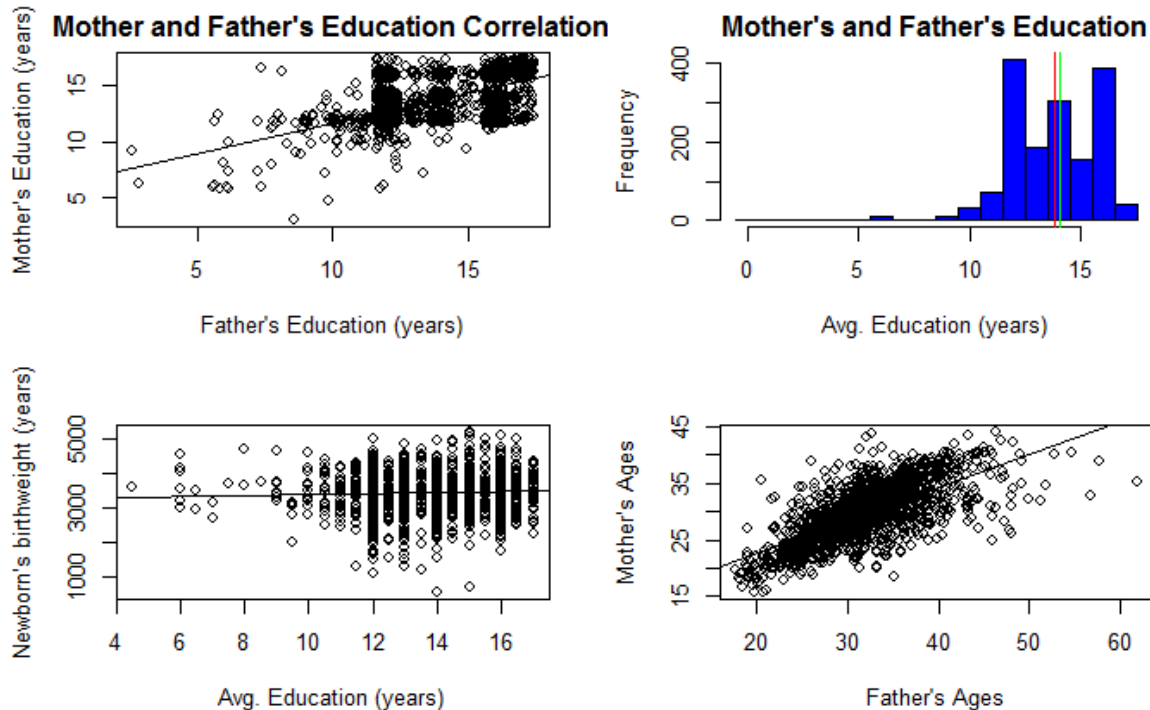 Mother and Father's Education Correlation
Mother's Education (years)
15
10
5
5 10 15
Father's Education (years)
Mother's and Father's Education
Frequency
400
200
0
0 5 10 15
Avg. Education (years)
Newborn's birthweight (years)
5000
3000
1000
4 6 8 10 12 14 16
Avg. Education (years)
Mother's Ages
45
35
25
15
20 30 40 50 60
Father's Ages